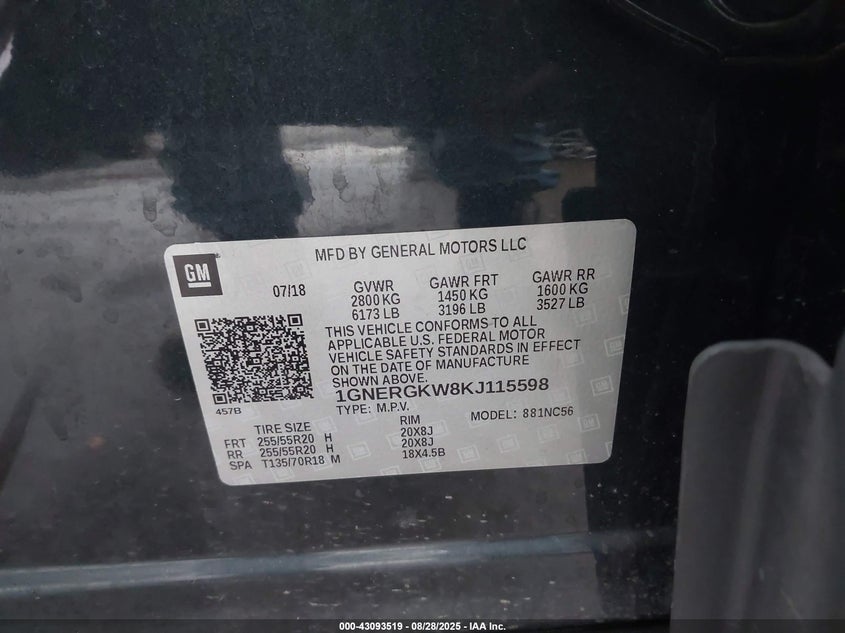 MFD BY GENERAL MOTORS LLC
GM
07/18
GVWR GAWR FRT GAWR RR
2800 KG 1450 KG 1600 KG
6173 LB 3196 LB 3527 LB
THIS VEHICLE CONFORMS TO ALL
APPLICABLE U.S. FEDERAL MOTOR
VEHICLE SAFETY STANDARDS IN EFFECT
ON THE DATE OF MANUFACTURE
SHOWN ABOVE.
1GNERGKW8KJ115598
457B
TYPE: M.P.V. MODEL: 881NC56
TIRE SIZE RIM
FRT 255/55R20 H 20X8J
RR 255/55R20 H 20X8J
SPA T135/70R18 M 18X4.5B
000-43093519 - 08/28/2025 - IAA Inc.